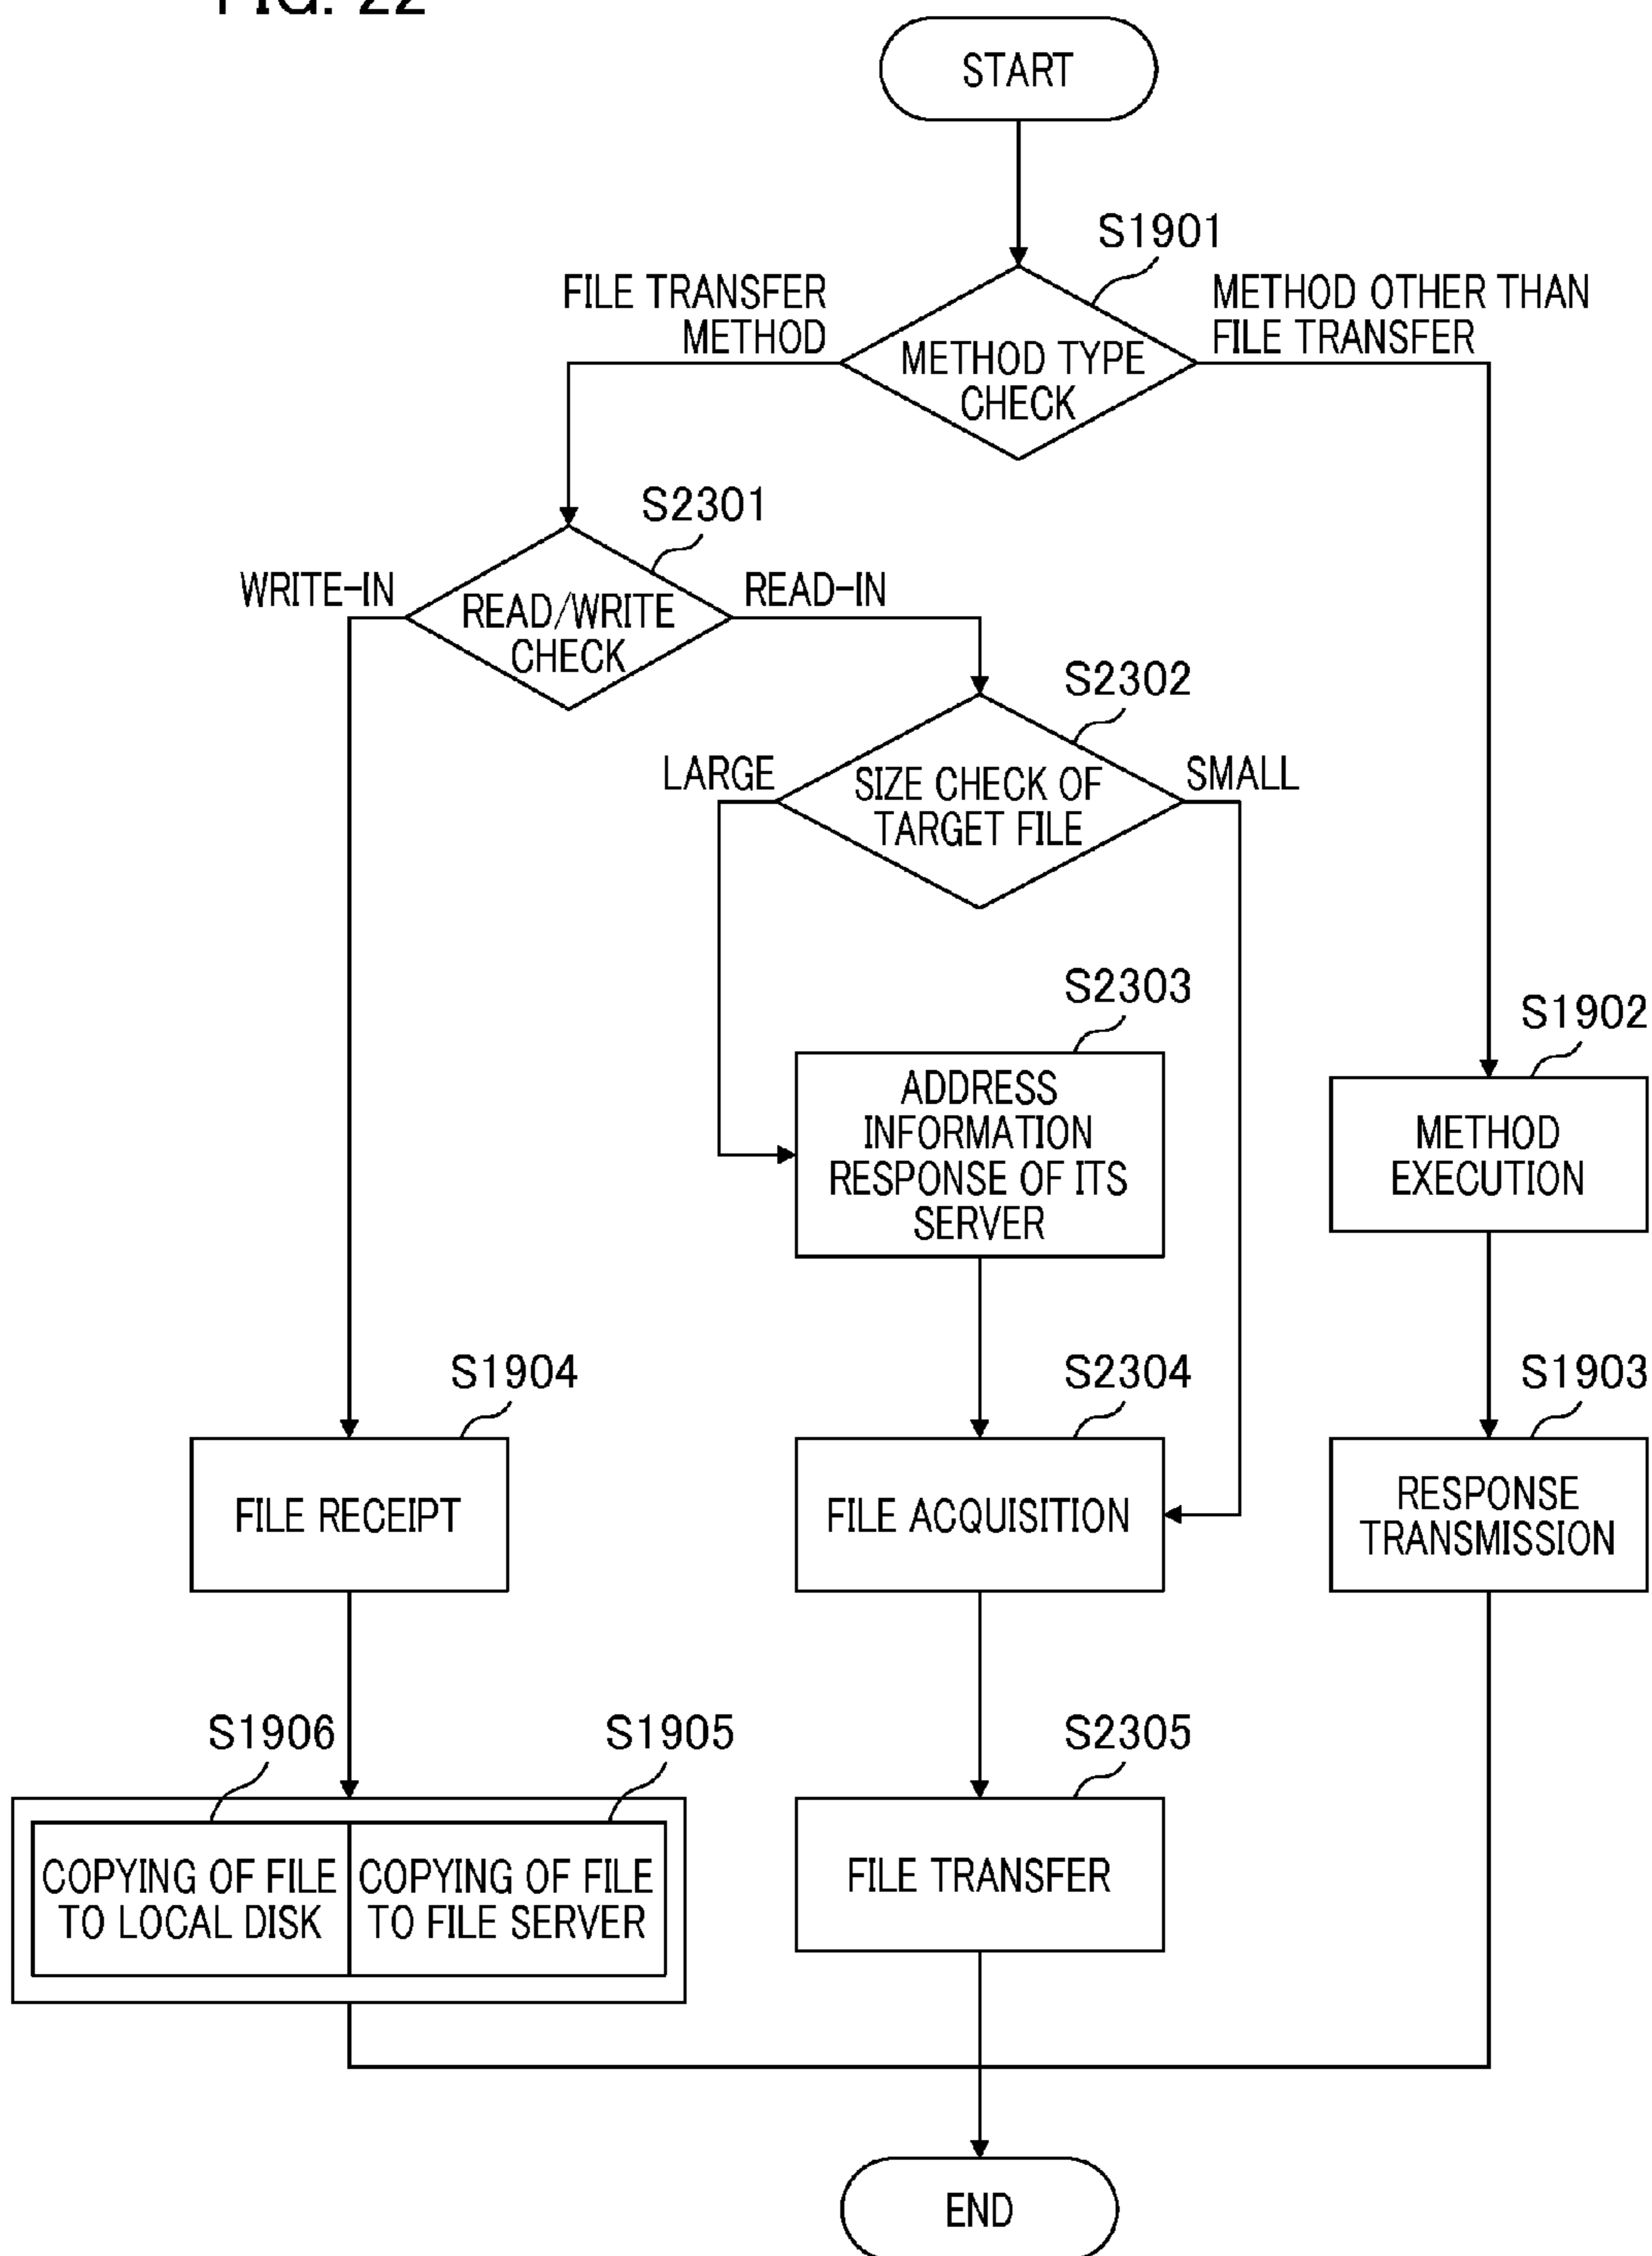 FIG. 22
START
S1901
FILE TRANSFER
METHOD
METHOD OTHER THAN
FILE TRANSFER
METHOD TYPE
CHECK
S2301
WRITE-IN
READ-IN
READ/WRITE
CHECK
S2302
LARGE
SMALL
SIZE CHECK OF
TARGET FILE
S2303
ADDRESS
INFORMATION
RESPONSE OF ITS
SERVER
S1902
METHOD
EXECUTION
S1904
FILE RECEIPT
S2304
FILE ACQUISITION
S1903
RESPONSE
TRANSMISSION
S1906
COPYING OF FILE
TO LOCAL DISK
S1905
COPYING OF FILE
TO FILE SERVER
S2305
FILE TRANSFER
END